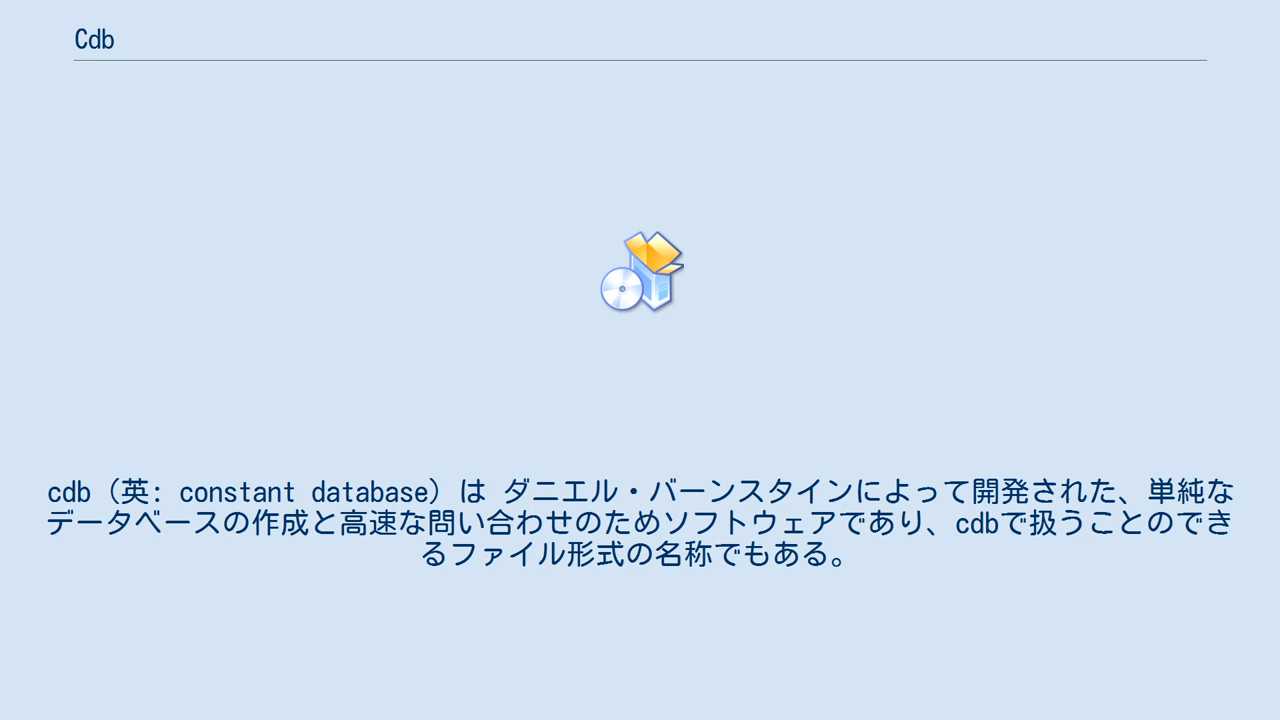 Cdb
cdb（英: constant database）は ダニエル・バーンスタインによって開発された、単純な
データベースの作成と高速な問い合わせのためソフトウェアであり、cdbで扱うことのでき
るファイル形式の名称でもある。